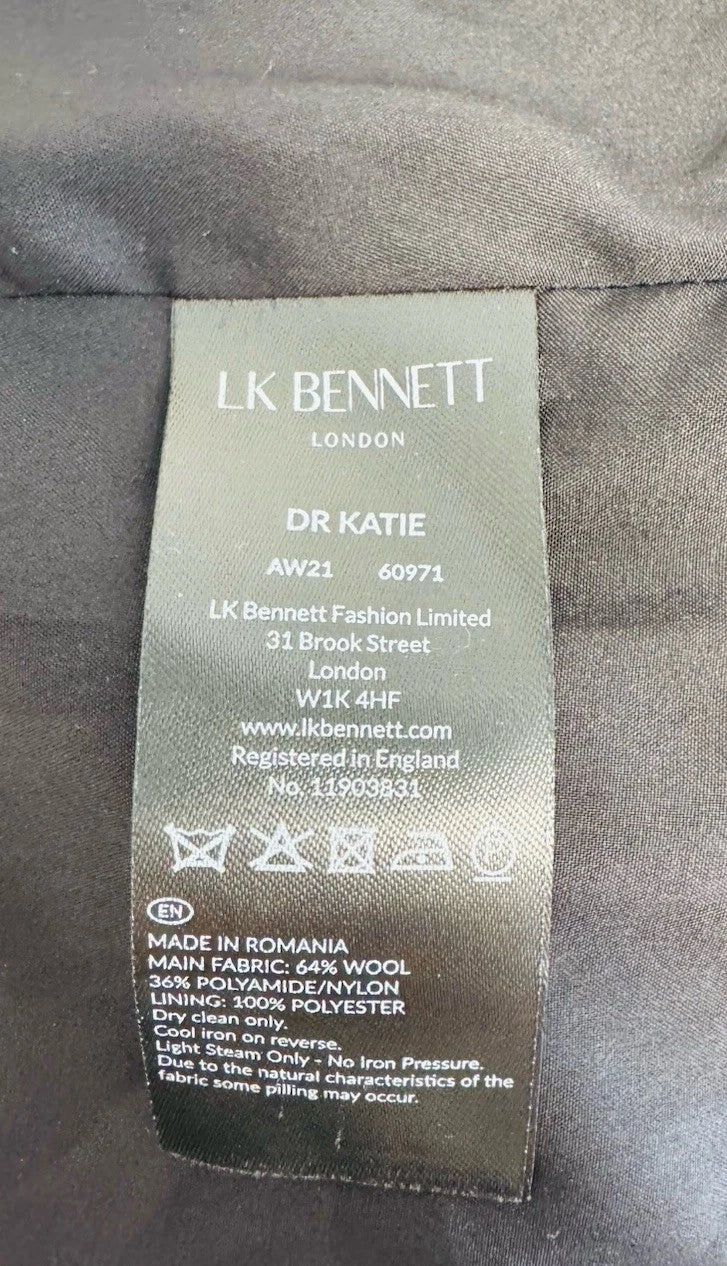 LK BENNETT
LONDON
DR KATIE
AW21 60971
LK Bennett Fashion Limited
31 Brook Street
London
W1K 4HF
www.lkbennett.com
Registered in England
No. 11903831
P
EN
MADE IN ROMANIA
MAIN FABRIC: 64% WOOL
36% POLYAMIDE/NYLON
LINING: 100% POLYESTER
Dry clean only.
Cool iron on reverse.
Light Steam Only - No Iron Pressure.
Due to the natural characteristics of the
fabric some pilling may occur.